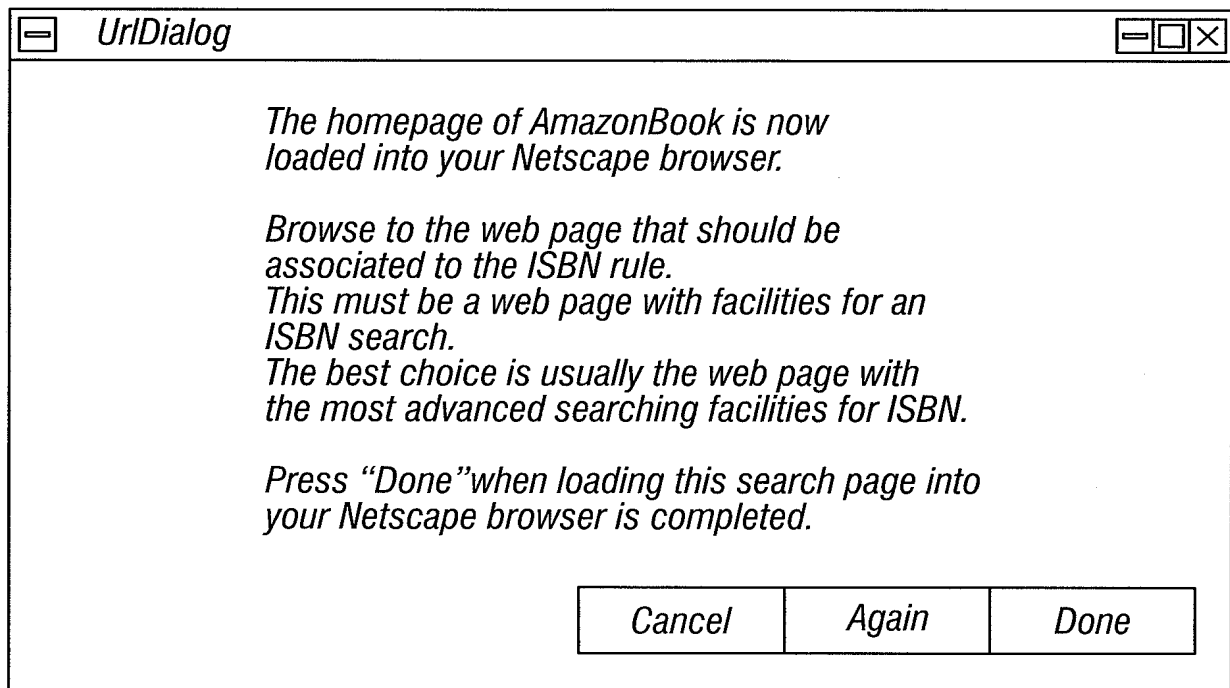 UrlDialog
The homepage of AmazonBook is now
loaded into your Netscape browser.
Browse to the web page that should be
associated to the ISBN rule.
This must be a web page with facilities for an
ISBN search.
The best choice is usually the web page with
the most advanced searching facilities for ISBN.
Press “Done”when loading this search page into
your Netscape browser is completed.
Cancel Again Done